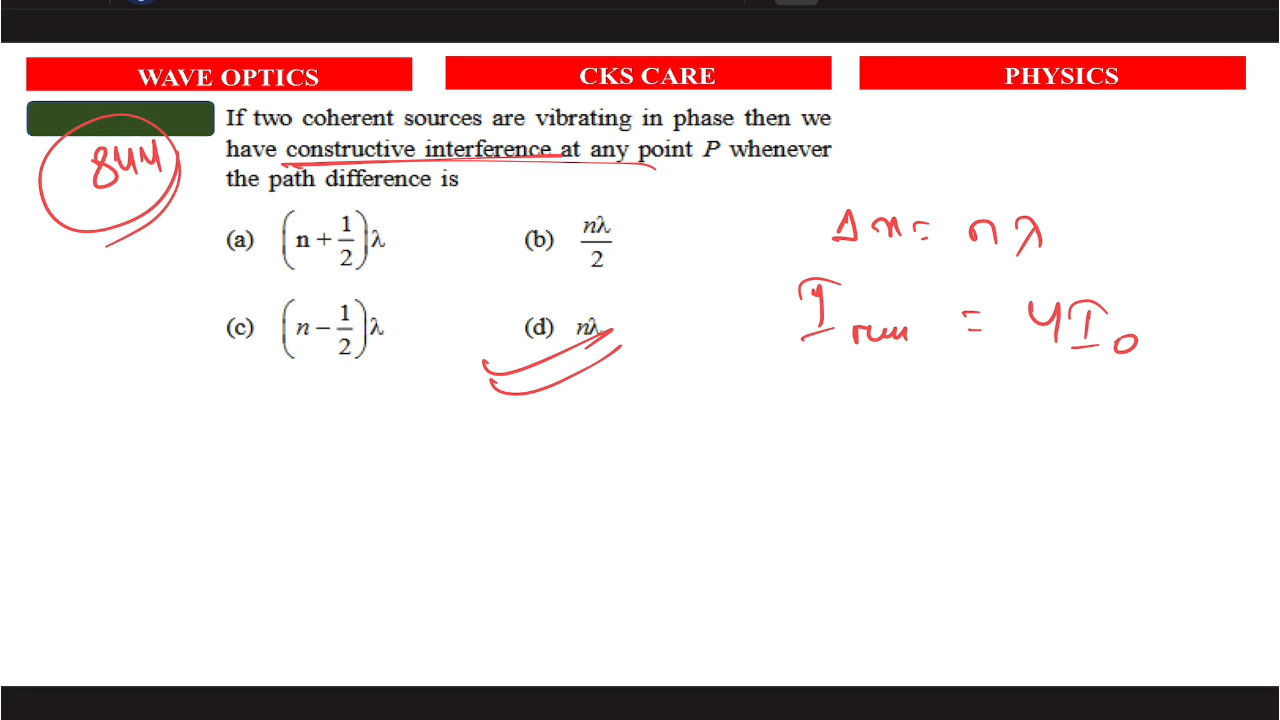 WAVE OPTICS
CKS CARE
PHYSICS
844
If two coherent sources are vibrating in phase then we
have constructive interference at any point P whenever
the path difference is
(a) (n + 1/2)λ
(b) nλ/2
(c) (n − 1/2)λ
(d) nλ
Δx = nλ
I = 4I₀